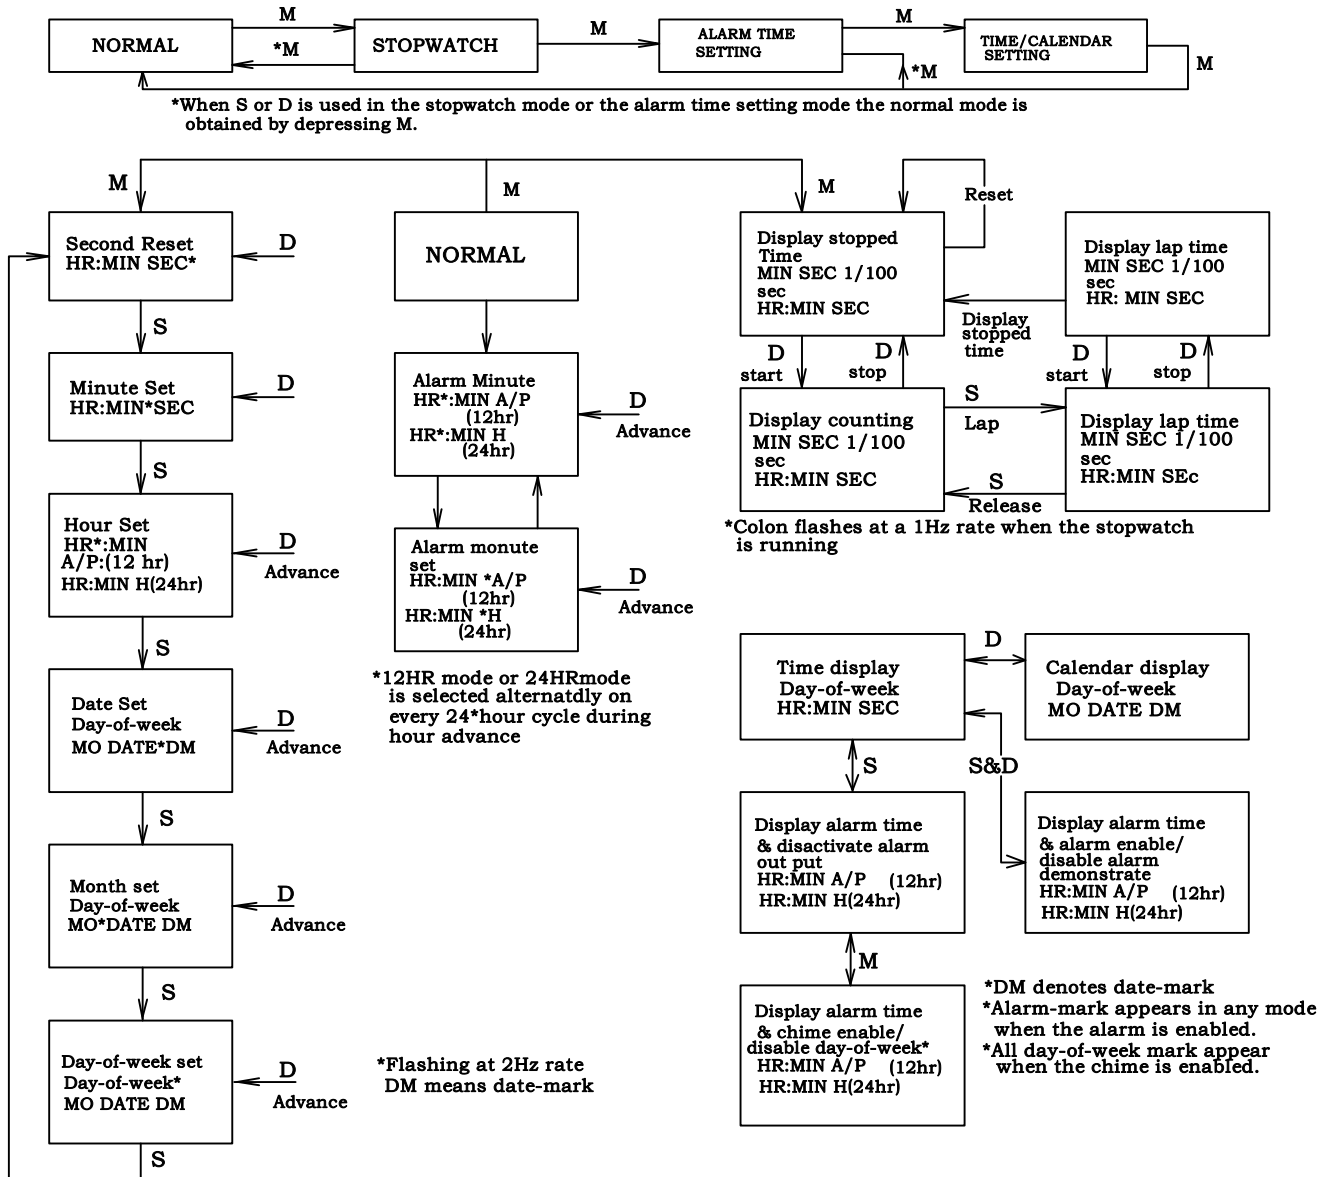 NORMAL
M
*M
STOPWATCH
M
ALARM TIME
SETTING
M
*M
TIME/CALENDAR
SETTING
M
*When S or D is used in the stopwatch mode or the alarm time setting mode the normal mode is
obtained by depressing M.
M
M
M
Second Reset
HR:MIN SEC*
D
S
Minute Set
HR:MIN*SEC
D
S
Hour Set
HR*:MIN
A/P:(12 hr)
HR:MIN H(24hr)
D
Advance
S
Date Set
Day-of-week
MO DATE*DM
D
Advance
S
Month set
Day-of-week
MO*DATE DM
D
Advance
S
Day-of-week set
Day-of-week*
MO DATE DM
D
Advance
S
NORMAL
Alarm Minute
HR*:MIN A/P
(12hr)
HR*:MIN H
(24hr)
D
Advance
Alarm monute
set
HR:MIN *A/P
(12hr)
HR:MIN *H
(24hr)
D
Advance
*12HR mode or 24HRmode
is selected alternatdly on
every 24*hour cycle during
hour advance
*Flashing at 2Hz rate
DM means date-mark
Display stopped
Time
MIN SEC 1/100
sec
HR:MIN SEC
Reset
Display lap time
MIN SEC 1/100
sec
HR: MIN SEC
Display
stopped
time
D
start
D
stop
D
start
D
stop
Display counting
MIN SEC 1/100
sec
HR:MIN SEC
S
Lap
S
Release
Display lap time
MIN SEC 1/100
sec
HR:MIN SEc
*Colon flashes at a 1Hz rate when the stopwatch
is running
Time display
Day-of-week
HR:MIN SEC
D
Calendar display
Day-of-week
MO DATE DM
S
S&D
Display alarm time
& disactivate alarm
out put
HR:MIN A/P (12hr)
HR:MIN H(24hr)
Display alarm time
& alarm enable/
disable alarm
demonstrate
HR:MIN A/P (12hr)
HR:MIN H(24hr)
M
Display alarm time
& chime enable/
disable day-of-week*
HR:MIN A/P (12hr)
HR:MIN H(24hr)
*DM denotes date-mark
*Alarm-mark appears in any mode
when the alarm is enabled.
*All day-of-week mark appear
when the chime is enabled.